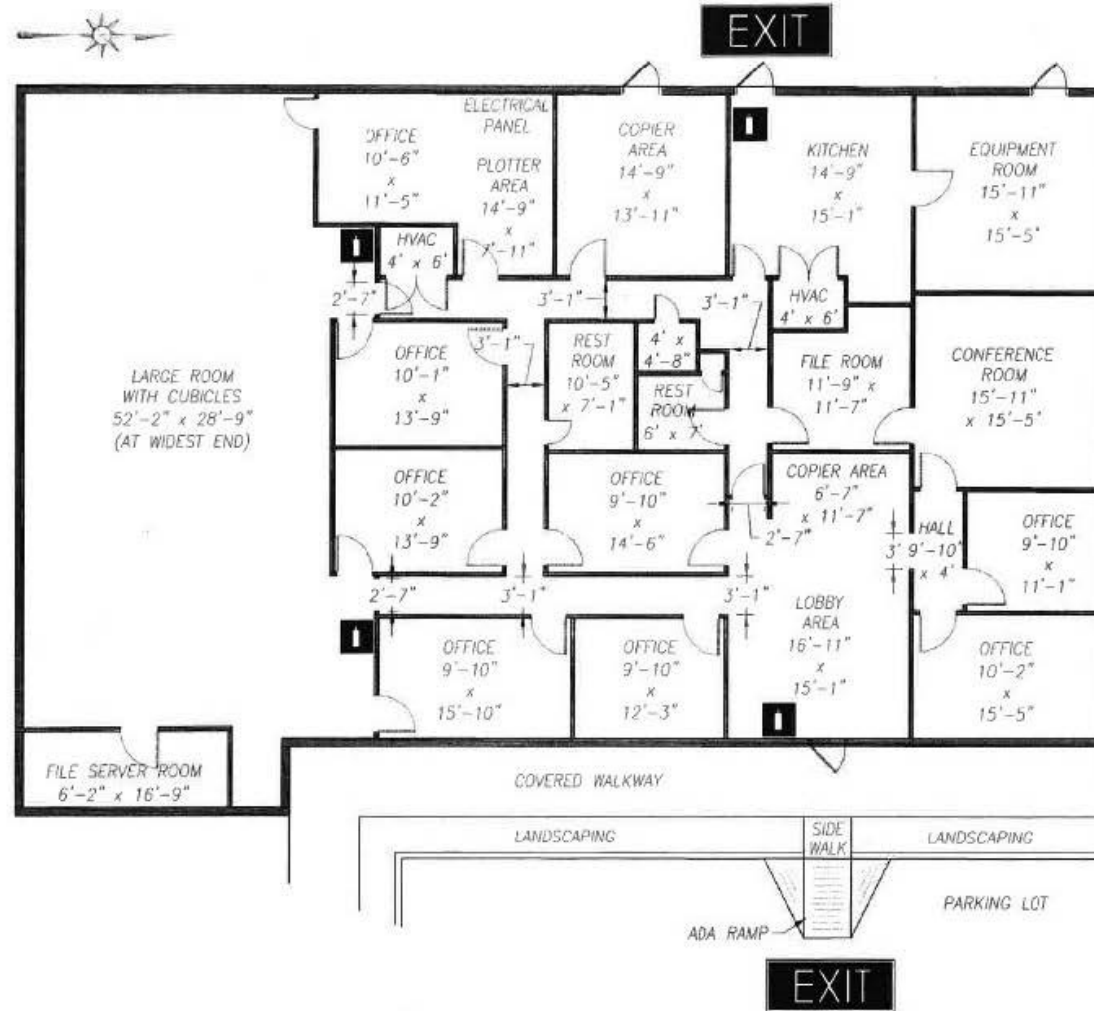 EXIT
ELECTRICAL
PANEL
OFFICE
10'-6"
x
11'-5"
PLOTTER
AREA
14'-9"
x
7'-11"
COPIER
AREA
14'-9"
x
13'-11"
KITCHEN
14'-9"
x
15'-1"
EQUIPMENT
ROOM
15'-11"
x
15'-5"
HVAC
4' x 6'
2'-7"
3'-1"
3'-1"
HVAC
4' x 6'
3'-1"
OFFICE
10'-1"
x
13'-9"
REST
ROOM
10'-5"
x 7'-1"
4' x
4'-8"
REST
ROOM
6' x 7'
FILE ROOM
11'-9" x
11'-7"
CONFERENCE
ROOM
15'-11"
x 15'-5"
LARGE ROOM
WITH CUBICLES
52'-2" x 28'-9"
(AT WIDEST END)
OFFICE
10'-2"
x
13'-9"
OFFICE
9'-10"
x
14'-6"
COPIER AREA
6'-7"
x 11'-7"
2'-7"
3'
HALL
9'-10"
x 4'
OFFICE
9'-10"
x
11'-1"
2'-7"
3'-1"
3'-1"
LOBBY
AREA
16'-11"
x
15'-1"
OFFICE
9'-10"
x
15'-10"
OFFICE
9'-10"
x
12'-3"
OFFICE
10'-2"
x
15'-5"
FILE SERVER ROOM
6'-2" x 16'-9"
COVERED WALKWAY
LANDSCAPING
SIDE
WALK
LANDSCAPING
PARKING LOT
ADA RAMP
EXIT